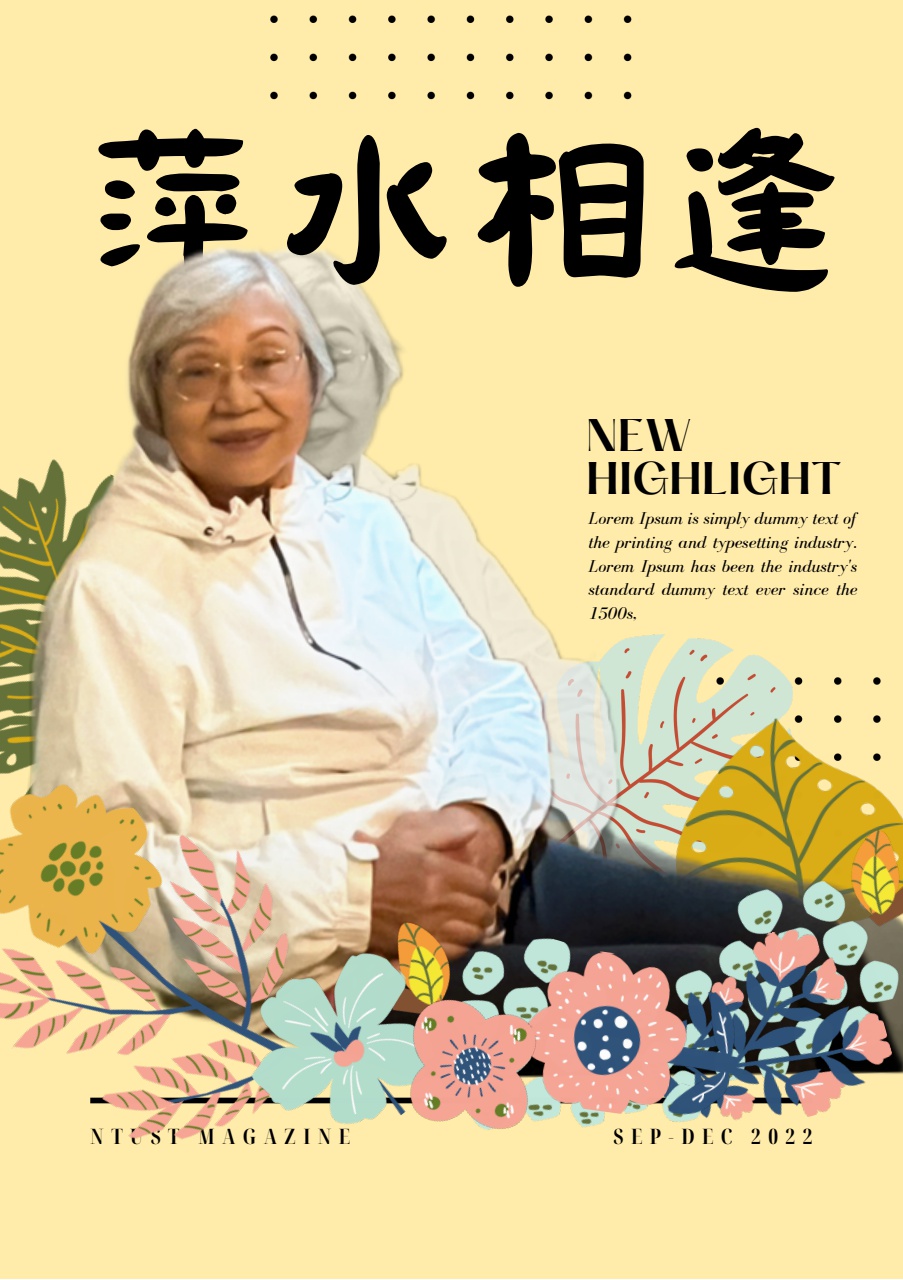 萍水相逢
NEW
HIGHLIGHT
Lorem Ipsum is simply dummy text of
the printing and typesetting industry.
Lorem Ipsum has been the industry's
standard dummy text ever since the
1500s,
NTUST MAGAZINE
SEP-DEC 2022